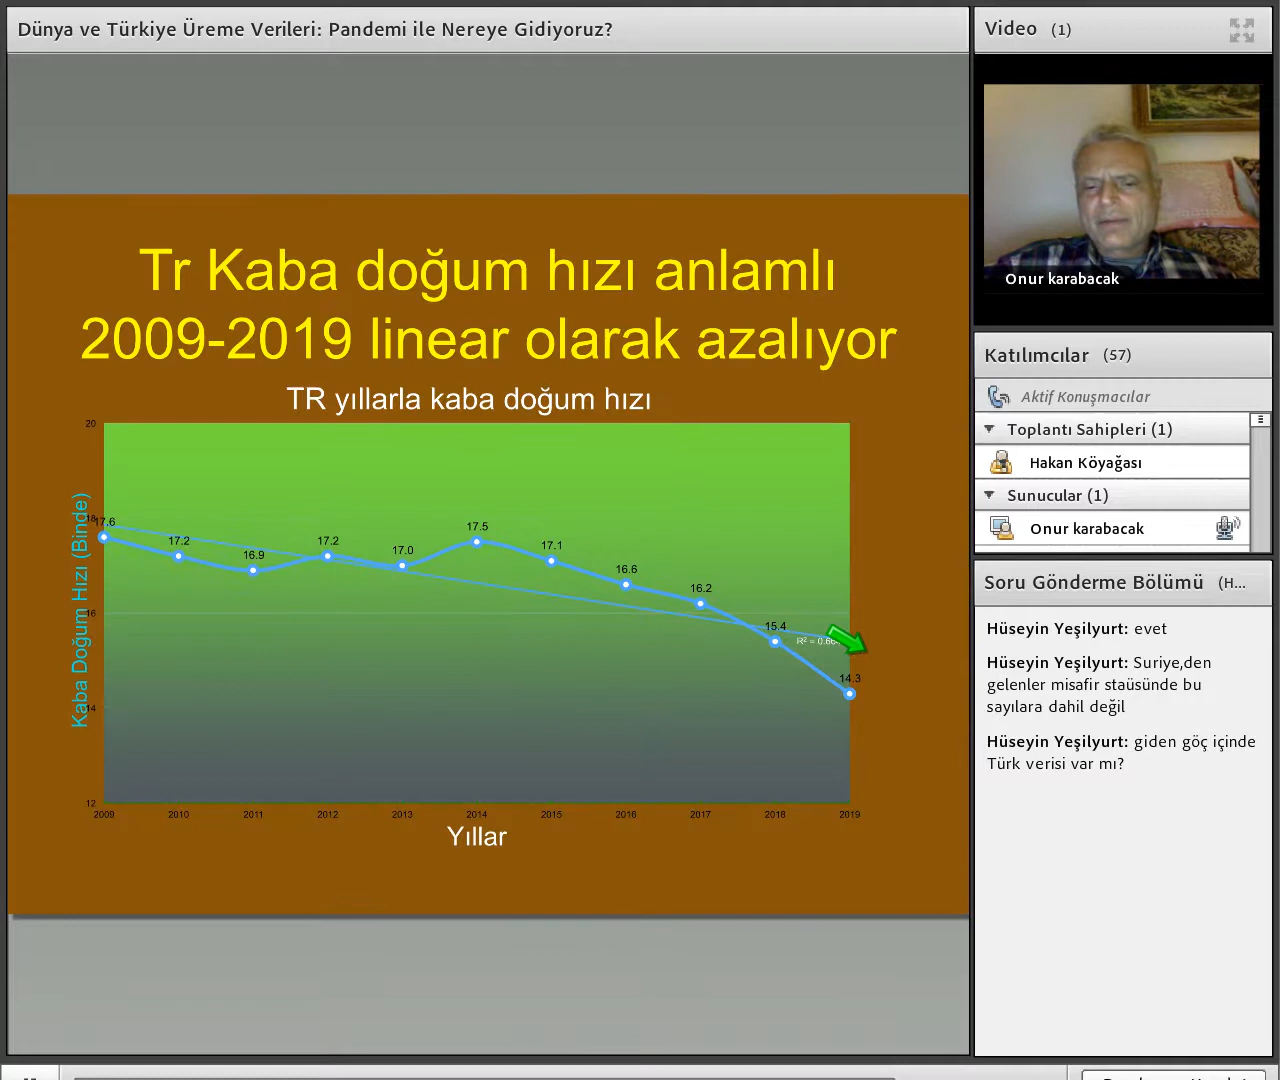 Dünya ve Türkiye Üreme Verileri: Pandemi ile Nereye Gidiyoruz?
Tr Kaba doğum hızı anlamlı
2009-2019 linear olarak azalıyor
TR yıllarla kaba doğum hızı
Kaba Doğum Hızı (Binde)
20
18
16
14
12
17.6
17.2
16.9
17.2
17.0
17.5
17.1
16.6
16.2
15.4
14.3
2009 2010 2011 2012 2013 2014 2015 2016 2017 2018 2019
Yıllar
Video (1)
Onur karabacak
Katılımcılar (57)
Aktif Konuşmacılar
Toplantı Sahipleri (1)
Hakan Köyağası
Sunucular (1)
Onur karabacak
Soru Gönderme Bölümü (H...
Hüseyin Yeşilyurt: evet
Hüseyin Yeşilyurt: Suriye,den
gelenler misafir staüsünde bu
sayılara dahil değil
Hüseyin Yeşilyurt: giden göç içinde
Türk verisi var mı?